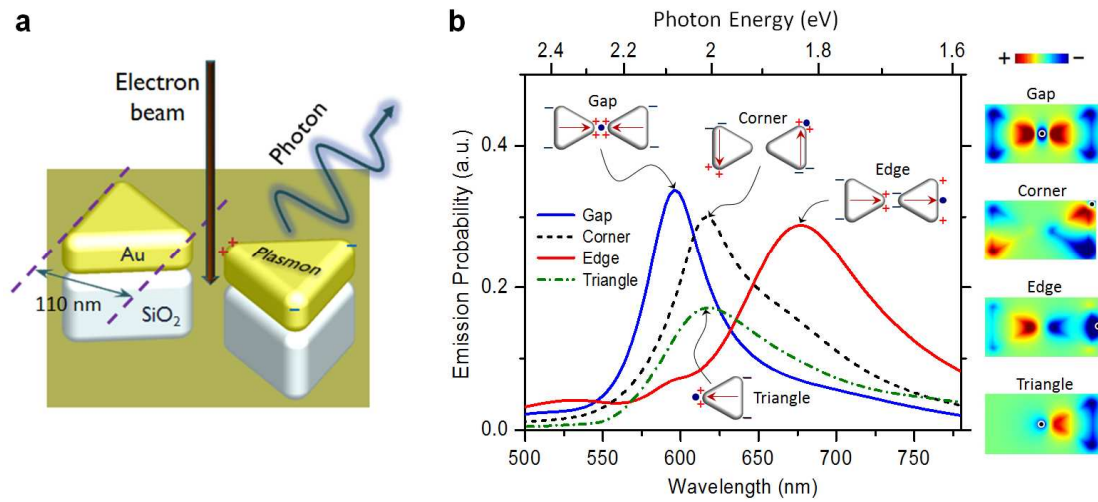 a
Electron
beam
Photon
Au
Plasmon
110 nm
SiO2
b
Photon Energy (eV)
2.4 2.2 2 1.8 1.6
Emission Probability (a.u.)
0.4
0.2
0.0
Gap
Corner
Edge
Gap
Corner
Edge
Triangle
Triangle
500 550 600 650 700 750
Wavelength (nm)
+ −
Gap
Corner
Edge
Triangle